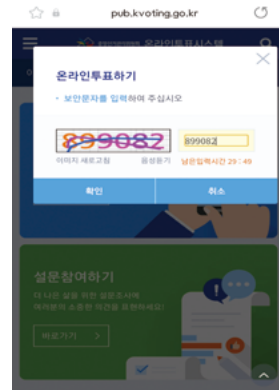 pub.kvoting.go.kr
온라인투표시스템
온라인투표하기
• 보안문자를 입력하여 주십시오
899082
899082
이미지 새로고침
음성듣기
남은입력시간 29 : 49
확인
취소
설문참여하기
더 나은 삶을 위한 설문조사에
여러분의 소중한 의견을 표현하세요!
바로가기 >